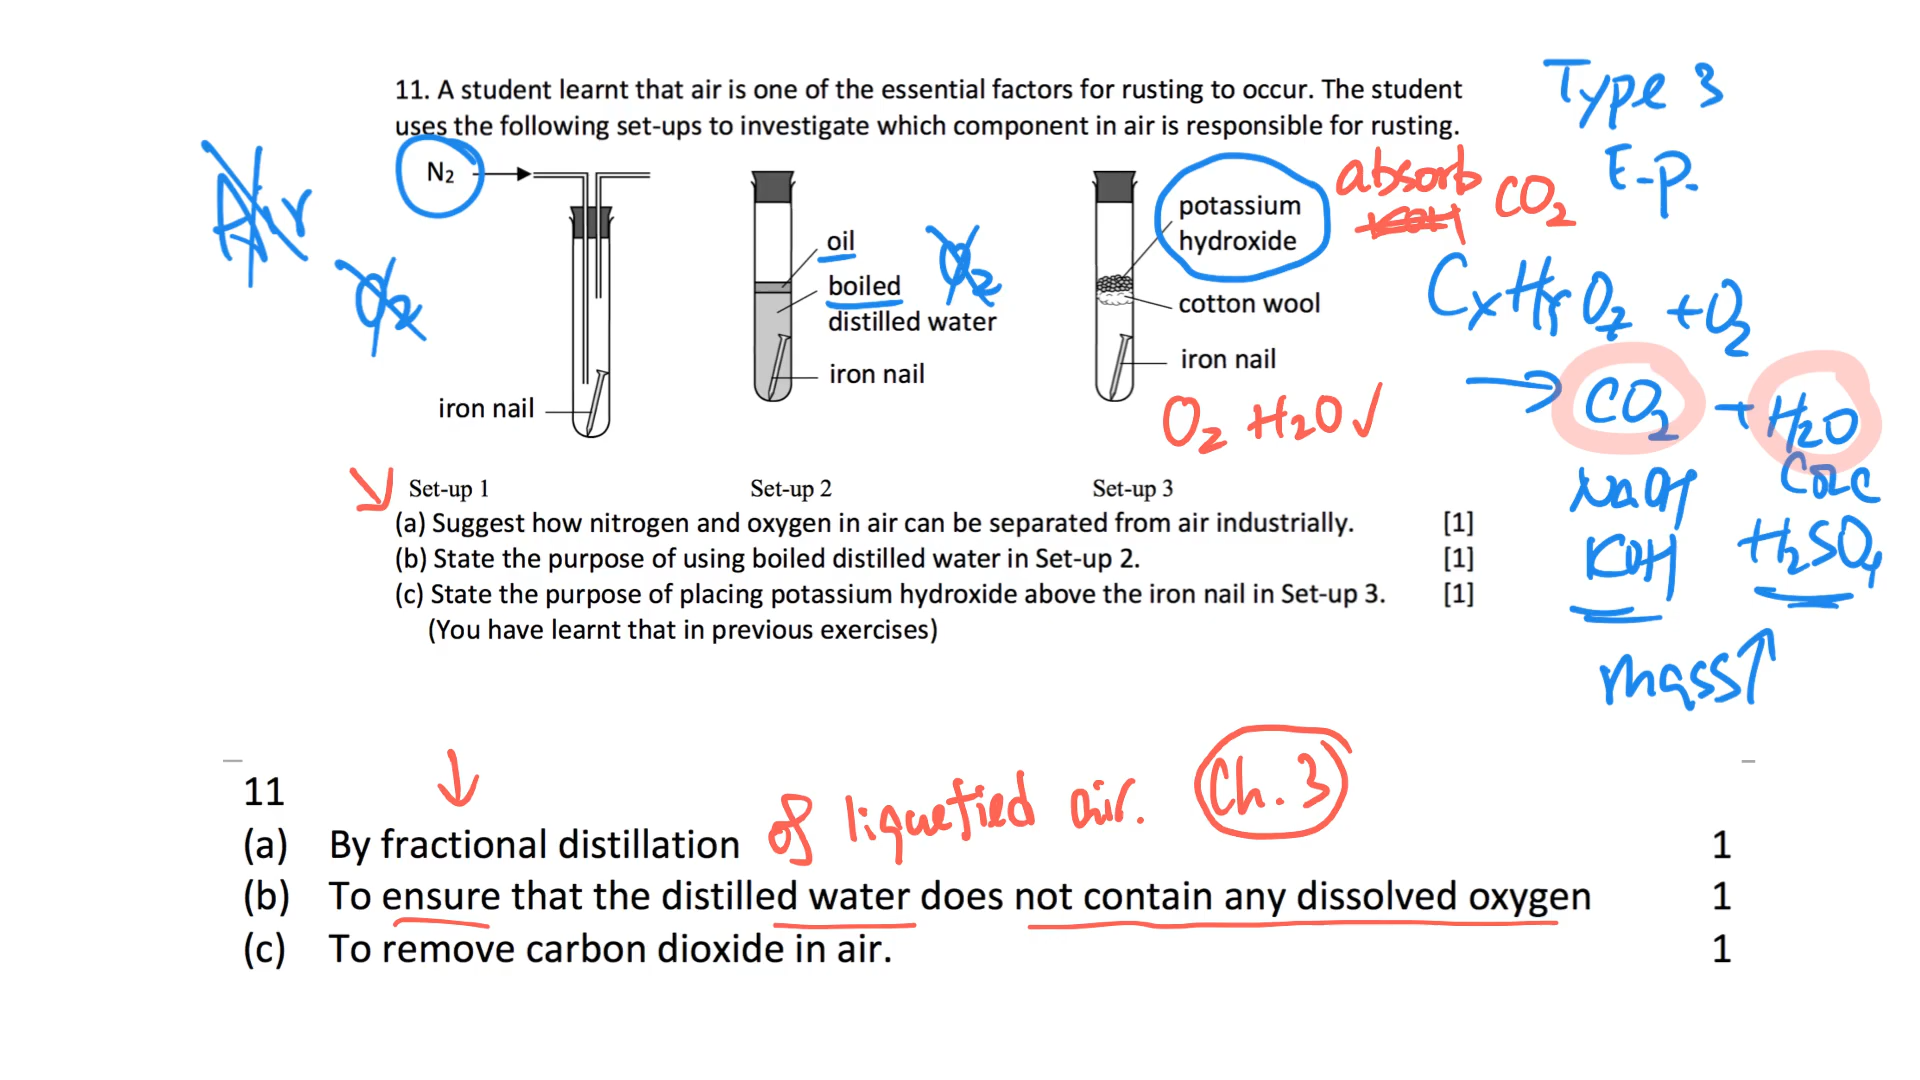 11. A student learnt that air is one of the essential factors for rusting to occur. The student
uses the following set-ups to investigate which component in air is responsible for rusting.
Type 3
E-p.
Air
O2
N₂
iron nail
oil
boiled
distilled water
iron nail
O2
potassium
hydroxide
cotton wool
iron nail
absorb
KOH CO2
O2 H2O✓
CxHyOz + O2
→ CO2 + H2O
NaOH
KOH
Conc
H2SO4
mass↑
Set-up 1
Set-up 2
Set-up 3
(a) Suggest how nitrogen and oxygen in air can be separated from air industrially. [1]
(b) State the purpose of using boiled distilled water in Set-up 2. [1]
(c) State the purpose of placing potassium hydroxide above the iron nail in Set-up 3. [1]
(You have learnt that in previous exercises)
11
(a) By fractional distillation of liquefied air. Ch. 3 1
(b) To ensure that the distilled water does not contain any dissolved oxygen 1
(c) To remove carbon dioxide in air. 1